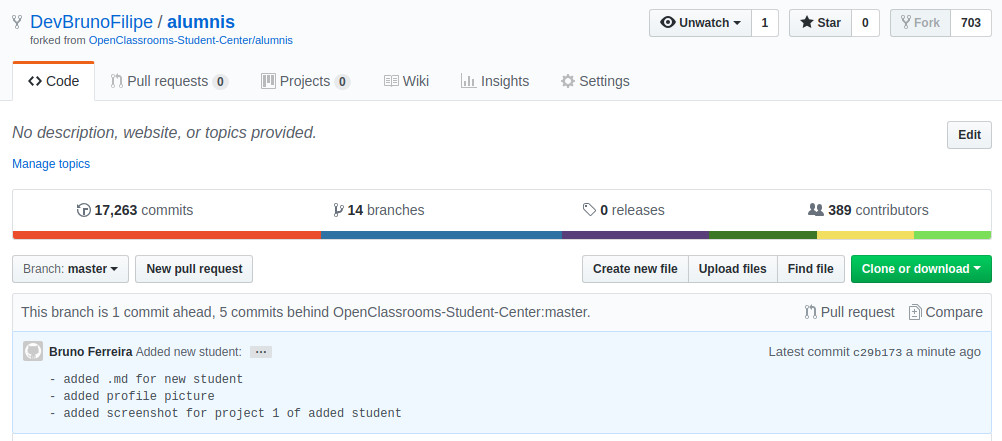 DevBrunoFilipe / alumnis
Unwatch 1 Star 0 Fork 703
forked from OpenClassrooms-Student-Center/alumnis
Code Pull requests 0 Projects 0 Wiki Insights Settings
No description, website, or topics provided.
Edit
Manage topics
17,263 commits 14 branches 0 releases 389 contributors
Branch: master New pull request Create new file Upload files Find file Clone or download
This branch is 1 commit ahead, 5 commits behind OpenClassrooms-Student-Center:master. Pull request Compare
Bruno Ferreira Added new student: ... Latest commit c29b173 a minute ago
- added .md for new student
- added profile picture
- added screenshot for project 1 of added student